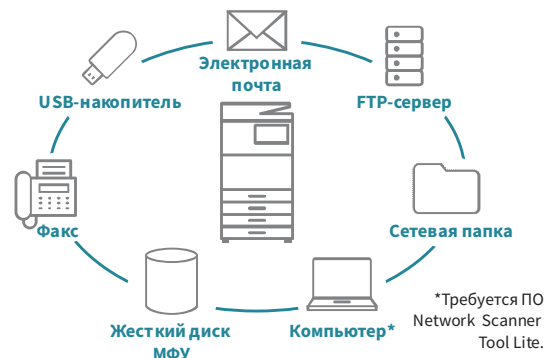 Электронная
почта
USB-накопитель
FTP-сервер
Факс
Сетевая папка
Жесткий диск
МФУ
Компьютер*
*Требуется ПО
Network Scanner
Tool Lite.